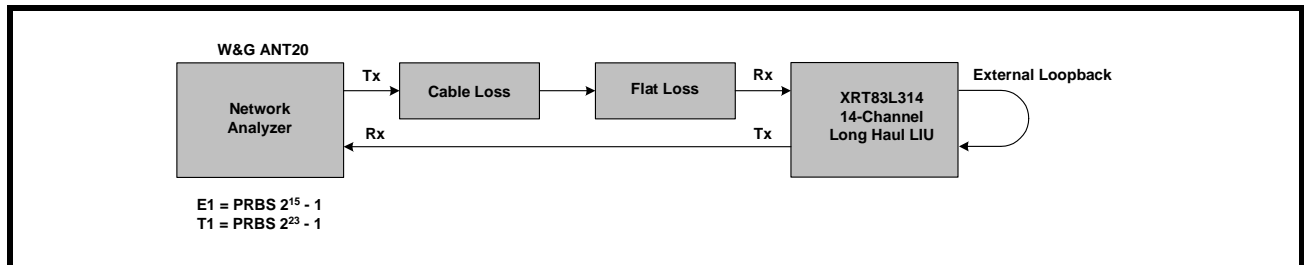 W&G ANT20
Network
Analyzer
Tx
Cable Loss
Flat Loss
Rx
XRT83L314
14-Channel
Long Haul LIU
External Loopback
Rx
Tx
E1 = PRBS 2¹⁵ - 1
T1 = PRBS 2²³ - 1